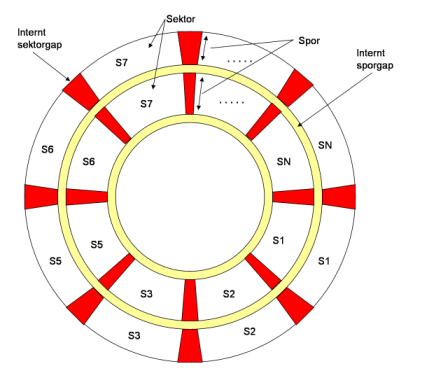 Sektor
Internt
sektorgap
Spor
Internt
sporgap
S7
.....
S7
.....
S6
S6
SN
SN
S5
S5
S1
S1
S3
S2
S3
S2